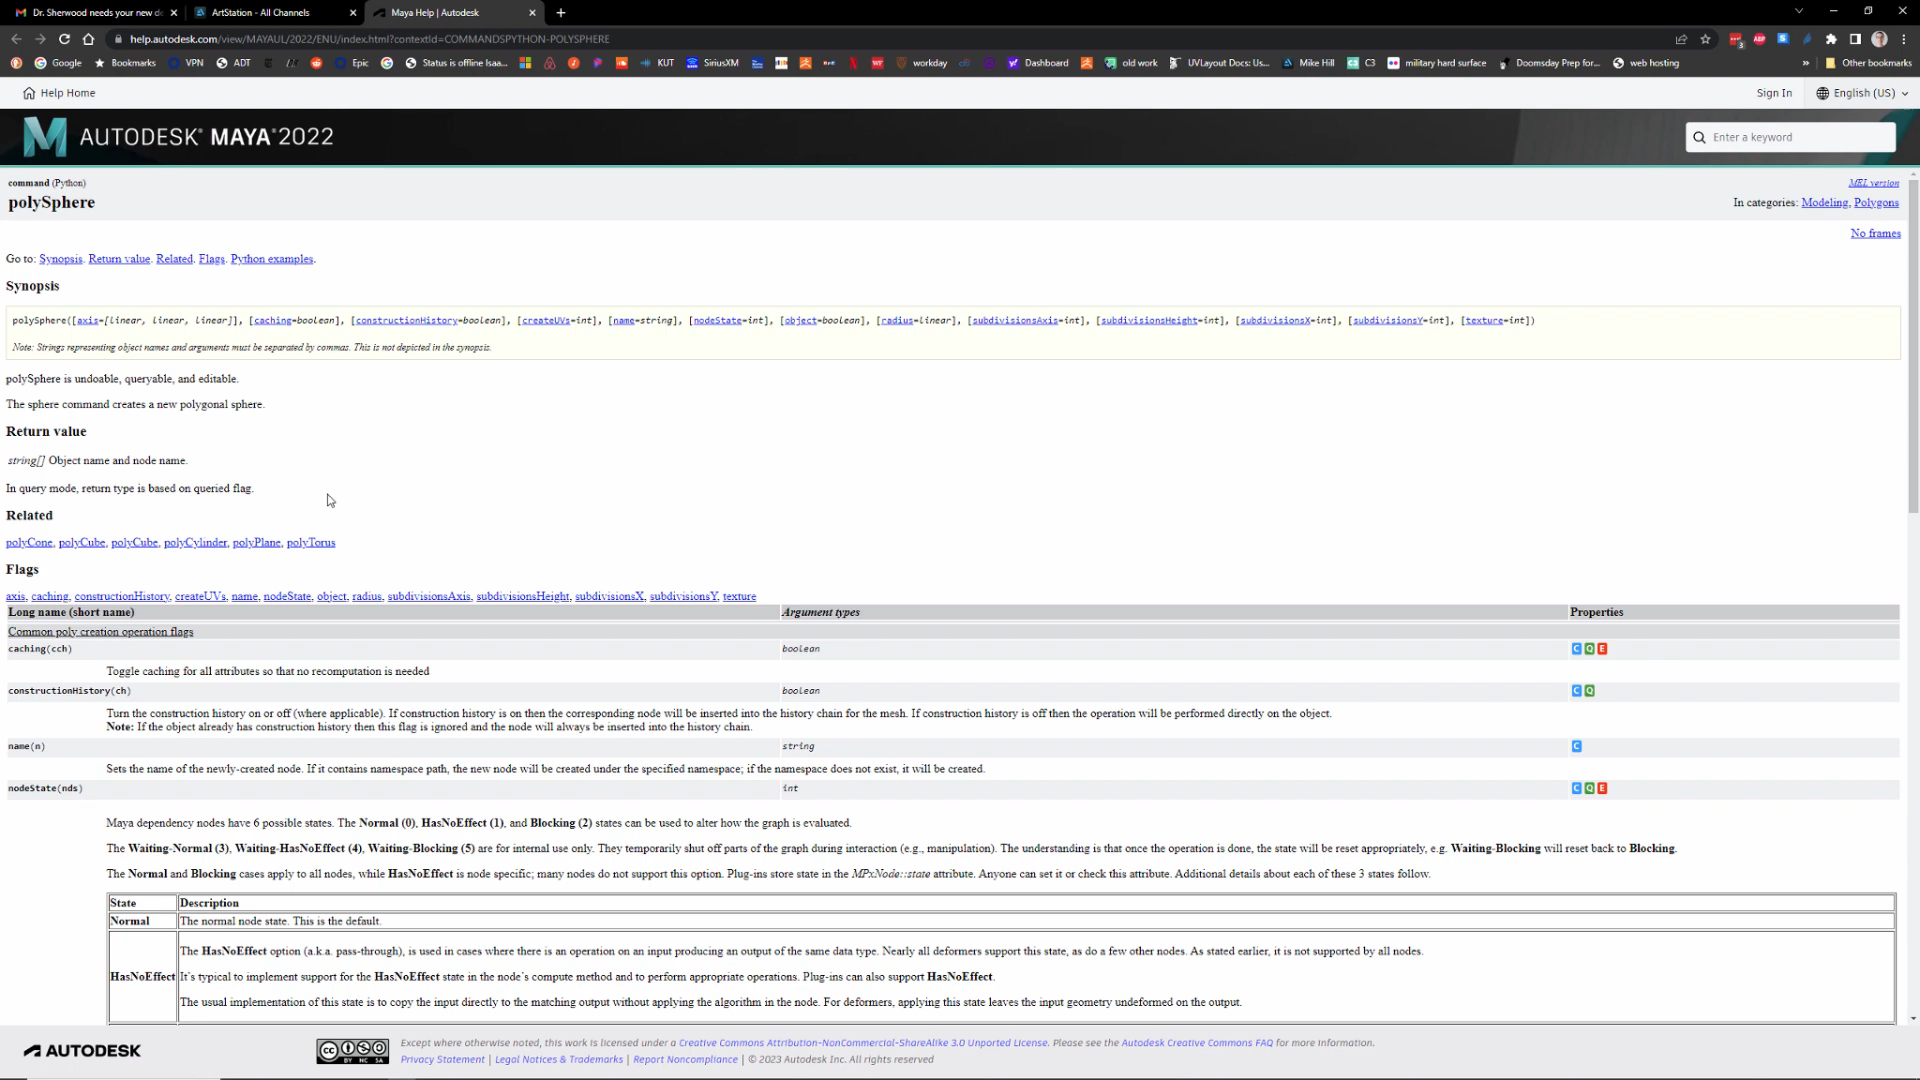 Dr. Sherwood needs your new de
ArtStation - All Channels
Maya Help | Autodesk
help.autodesk.com/view/MAYAUL/2022/ENU/index.html?contextId=COMMANDSPYTHON-POLYSPHERE
Google
Bookmarks
VPN
ADT
Epic
Status is offline Isaa...
KUT
SiriusXM
workday
Dashboard
old work
UVLayout Docs: Us...
Mike Hill
C3
military hard surface
Doomsday Prep for...
web hosting
Other bookmarks
Help Home
Sign In
English (US)
AUTODESK® MAYA® 2022
Enter a keyword
command (Python)
MEL version
polySphere
In categories: Modeling, Polygons
No frames
Go to: Synopsis. Return value. Related. Flags. Python examples.
Synopsis
polySphere([axis=[linear, linear, linear]], [caching=boolean], [constructionHistory=boolean], [createUVs=int], [name=string], [nodeState=int], [object=boolean], [radius=linear], [subdivisionsAxis=int], [subdivisionsHeight=int], [subdivisionsX=int], [subdivisionsY=int], [texture=int])
Note: Strings representing object names and arguments must be separated by commas. This is not depicted in the synopsis.
polySphere is undoable, queryable, and editable.
The sphere command creates a new polygonal sphere.
Return value
string[] Object name and node name.
In query mode, return type is based on queried flag.
Related
polyCone, polyCube, polyCube, polyCylinder, polyPlane, polyTorus
Flags
axis, caching, constructionHistory, createUVs, name, nodeState, object, radius, subdivisionsAxis, subdivisionsHeight, subdivisionsX, subdivisionsY, texture
Long name (short name)
Argument types
Properties
Common poly creation operation flags
caching(cch)
boolean
C Q E
Toggle caching for all attributes so that no recomputation is needed
constructionHistory(ch)
boolean
C Q
Turn the construction history on or off (where applicable). If construction history is on then the corresponding node will be inserted into the history chain for the mesh. If construction history is off then the operation will be performed directly on the object.
Note: If the object already has construction history then this flag is ignored and the node will always be inserted into the history chain.
name(n)
string
C
Sets the name of the newly-created node. If it contains namespace path, the new node will be created under the specified namespace; if the namespace does not exist, it will be created.
nodeState(nds)
int
C Q E
Maya dependency nodes have 6 possible states. The Normal (0), HasNoEffect (1), and Blocking (2) states can be used to alter how the graph is evaluated.
The Waiting-Normal (3), Waiting-HasNoEffect (4), Waiting-Blocking (5) are for internal use only. They temporarily shut off parts of the graph during interaction (e.g., manipulation). The understanding is that once the operation is done, the state will be reset appropriately, e.g. Waiting-Blocking will reset back to Blocking.
The Normal and Blocking cases apply to all nodes, while HasNoEffect is node specific; many nodes do not support this option. Plug-ins store state in the MPxNode::state attribute. Anyone can set it or check this attribute. Additional details about each of these 3 states follow.
State
Description
Normal
The normal node state. This is the default.
The HasNoEffect option (a.k.a. pass-through), is used in cases where there is an operation on an input producing an output of the same data type. Nearly all deformers support this state, as do a few other nodes. As stated earlier, it is not supported by all nodes.
HasNoEffect
It's typical to implement support for the HasNoEffect state in the node's compute method and to perform appropriate operations. Plug-ins can also support HasNoEffect.
The usual implementation of this state is to copy the input directly to the matching output without applying the algorithm in the node. For deformers, applying this state leaves the input geometry undeformed on the output.
AUTODESK
cc BY NC SA
Except where otherwise noted, this work is licensed under a Creative Commons Attribution-NonCommercial-ShareAlike 3.0 Unported License. Please see the Autodesk Creative Commons FAQ for more information.
Privacy Statement | Legal Notices & Trademarks | Report Noncompliance | © 2023 Autodesk Inc. All rights reserved